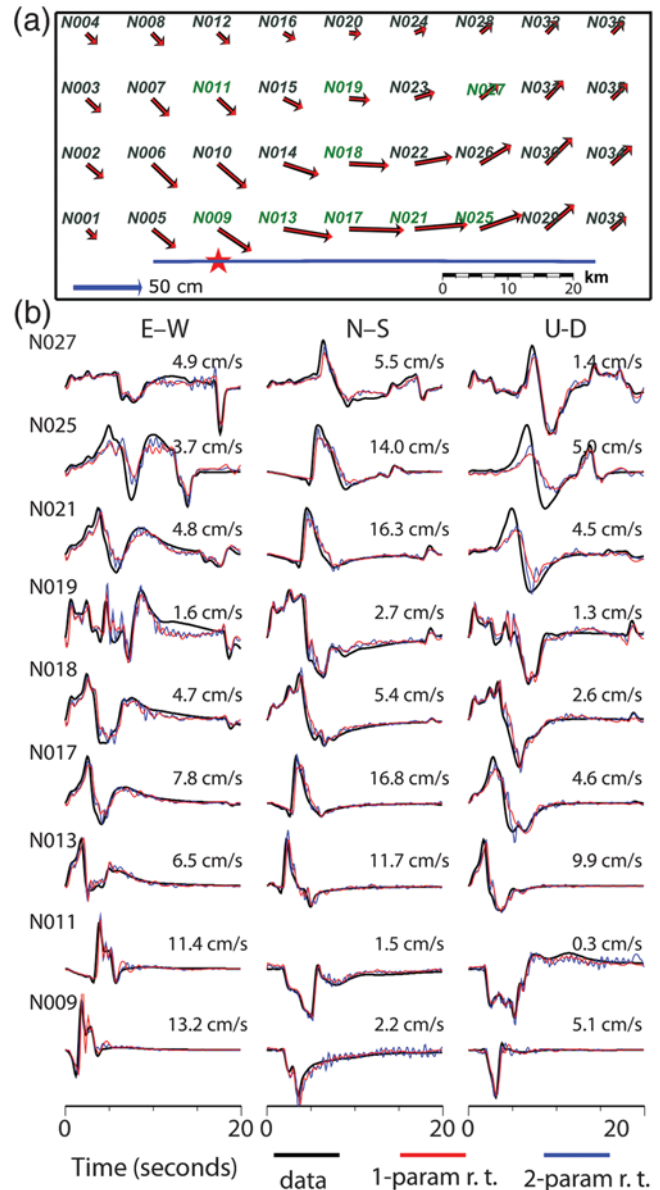 (a)
N004 N008 N012 N016 N020 N024 N028 N032 N036
N003 N007 N011 N015 N019 N023 N027 N031 N035
N002 N006 N010 N014 N018 N022 N026 N030 N034
N001 N005 N009 N013 N017 N021 N025 N029 N033
50 cm
km
0 10 20
(b)
E–W N–S U–D
N027
4.9 cm/s 5.5 cm/s 1.4 cm/s
N025
3.7 cm/s 14.0 cm/s 5.0 cm/s
N021
4.8 cm/s 16.3 cm/s 4.5 cm/s
N019
1.6 cm/s 2.7 cm/s 1.3 cm/s
N018
4.7 cm/s 5.4 cm/s 2.6 cm/s
N017
7.8 cm/s 16.8 cm/s 4.6 cm/s
N013
6.5 cm/s 11.7 cm/s 9.9 cm/s
N011
11.4 cm/s 1.5 cm/s 0.3 cm/s
N009
13.2 cm/s 2.2 cm/s 5.1 cm/s
0 20 0 20 0 20
Time (seconds) data 1-param r. t. 2-param r. t.